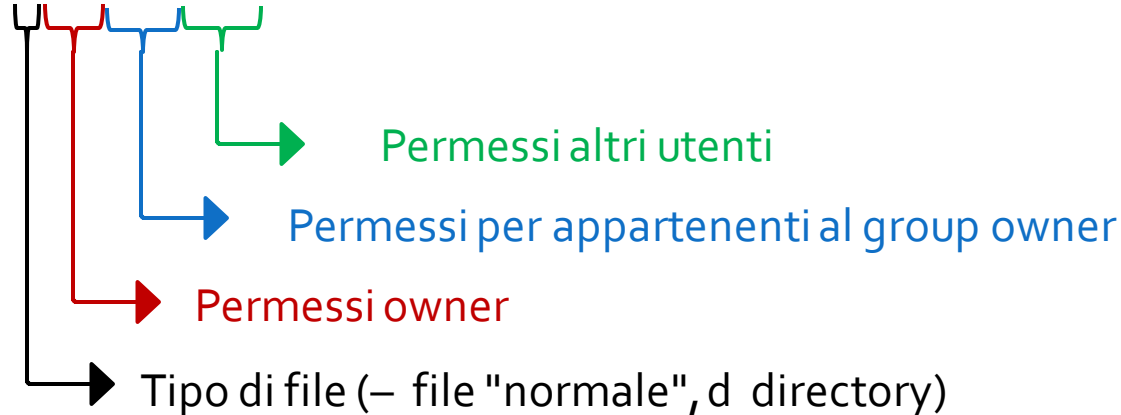 Permessi altri utenti
Permessi per appartenenti al group owner
Permessi owner
Tipo di file (– file "normale", d directory)